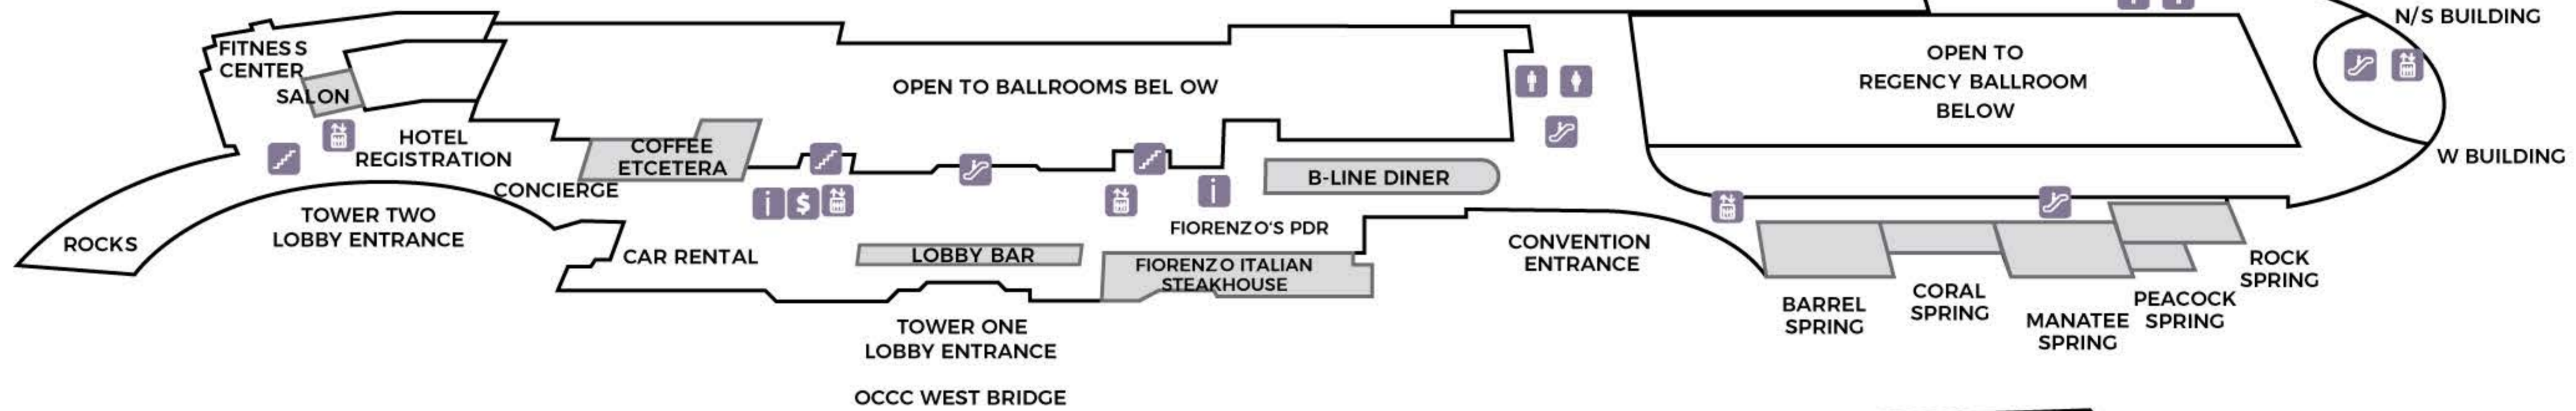 N/S BUILDING
FITNESS
CENTER
SALON
OPEN TO BALLROOMS BEL OW
OPEN TO
REGENCY BALLROOM
BELOW
HOTEL
REGISTRATION
COFFEE
ETCETERA
CONCIERGE
i
$
i
B-LINE DINER
W BUILDING
ROCKS
TOWER TWO
LOBBY ENTRANCE
CAR RENTAL
LOBBY BAR
FIORENZO'S PDR
FIORENZO ITALIAN
STEAKHOUSE
CONVENTION
ENTRANCE
BARREL
SPRING
CORAL
SPRING
MANATEE
SPRING
PEACOCK
SPRING
ROCK
SPRING
TOWER ONE
LOBBY ENTRANCE
OCCC WEST BRIDGE